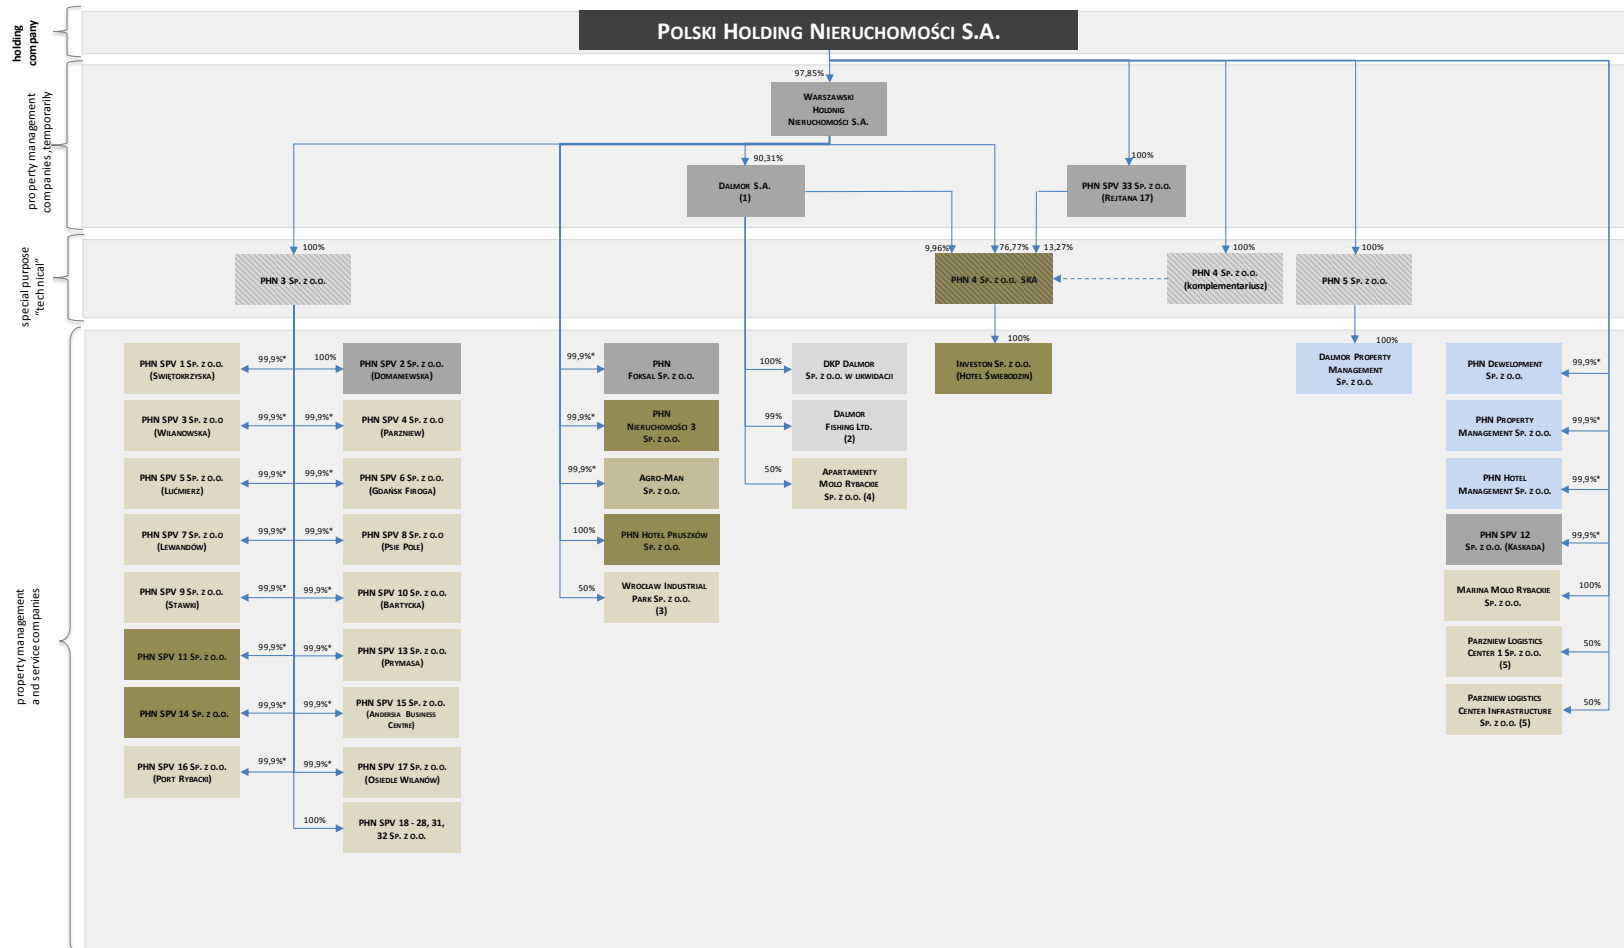 holding
company
POLSKI HOLDING NIERUCHOMOŚCI S.A.
property management
companies ,temporarily
97,85%
WARSZAWSKI
HOLDNIG
NIERUCHOMOŚCI S.A.
90,31%
DALMOR S.A.
(1)
100%
PHN SPV 33 SP. Z O.O.
(REJTANA 17)
special purpose
"technical"
100%
PHN 3 SP. Z O.O.
9,96%
76,77%
13,27%
PHN 4 SP. Z O.O. SKA
100%
PHN 4 SP. Z O.O.
(komplementariusz)
100%
PHN 5 SP. Z O.O.
property management
and service companies
PHN SPV 1 SP. Z O.O.
(ŚWIĘTOKRZYSKA)
99,9%*
100%
PHN SPV 2 SP. Z O.O.
(DOMANIEWSKA)
PHN SPV 3 SP. Z O.O
(WILANOWSKA)
99,9%*
99,9%*
PHN SPV 4 SP. Z O.O
(PARZNIEW)
PHN SPV 5 SP. Z O.O.
(LUĆMIERZ)
99,9%*
99,9%*
PHN SPV 6 SP. Z O.O.
(GDAŃSK FIROGA)
PHN SPV 7 SP. Z O.O
(LEWANDÓW)
99,9%*
99,9%*
PHN SPV 8 SP. Z O.O
(PSIE POLE)
PHN SPV 9 SP. Z O.O.
(STAWKI)
99,9%*
99,9%*
PHN SPV 10 SP. Z O.O.
(BARTYCKA)
PHN SPV 11 SP. Z O.O.
99,9%*
99,9%*
PHN SPV 13 SP. Z O.O.
(PRYMASA)
PHN SPV 14 SP. Z O.O.
99,9%*
99,9%*
PHN SPV 15 SP. Z O.O.
(ANDERSIA BUSINESS
CENTRE)
PHN SPV 16 SP. Z O.O.
(PORT RYBACKI)
99,9%*
99,9%*
PHN SPV 17 SP. Z O.O.
(OSIEDLE WILANÓW)
100%
PHN SPV 18 - 28, 31,
32 SP. Z O.O.
99,9%*
PHN
FOKSAL SP. Z O.O.
99,9%*
PHN
NIERUCHOMOŚCI 3
SP. Z O.O.
99,9%*
AGRO-MAN
SP. Z O.O.
100%
PHN HOTEL PRUSZKÓW
SP. Z O.O.
50%
WROCŁAW INDUSTRIAL
PARK SP. Z O.O.
(3)
100%
DKP DALMOR
SP. Z O.O. W LIKWIDACJI
99%
DALMOR
FISHING LTD.
(2)
50%
APARTAMENTY
MOLO RYBACKIE
SP. Z O.O. (4)
100%
INVESTON SP. Z O.O.
(HOTEL ŚWIEBODZIN)
100%
DALMOR PROPERTY
MANAGEMENT
SP. Z O.O.
PHN DEWELOPMENT
SP. Z O.O.
99,9%*
PHN PROPERTY
MANAGEMENT SP. Z O.O.
99,9%*
PHN HOTEL
MANAGEMENT SP. Z O.O.
99,9%*
PHN SPV 12
SP. Z O.O. (KASKADA)
99,9%*
MARINA MOLO RYBACKIE
SP. Z O.O.
100%
PARZNIEW LOGISTICS
CENTER 1 SP. Z O.O.
(5)
50%
PARZNIEW LOGISTICS
CENTER INFRASTRUCTURE
SP. Z O.O. (5)
50%